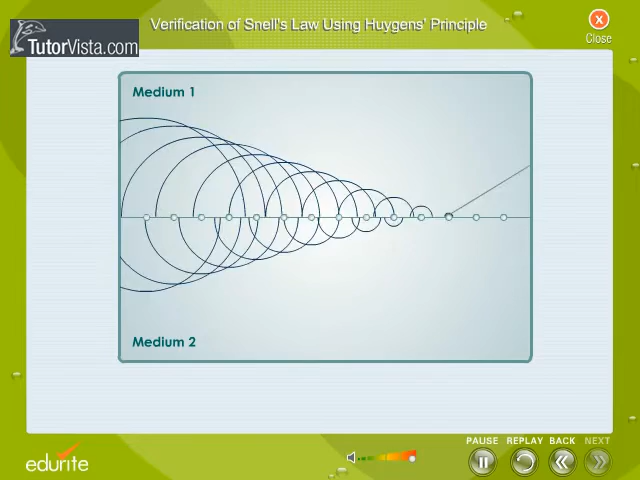 Verification of Snell's Law Using Huygens' Principle
TutorVista.com
Close
Medium 1
Medium 2
PAUSE REPLAY BACK NEXT
edurite